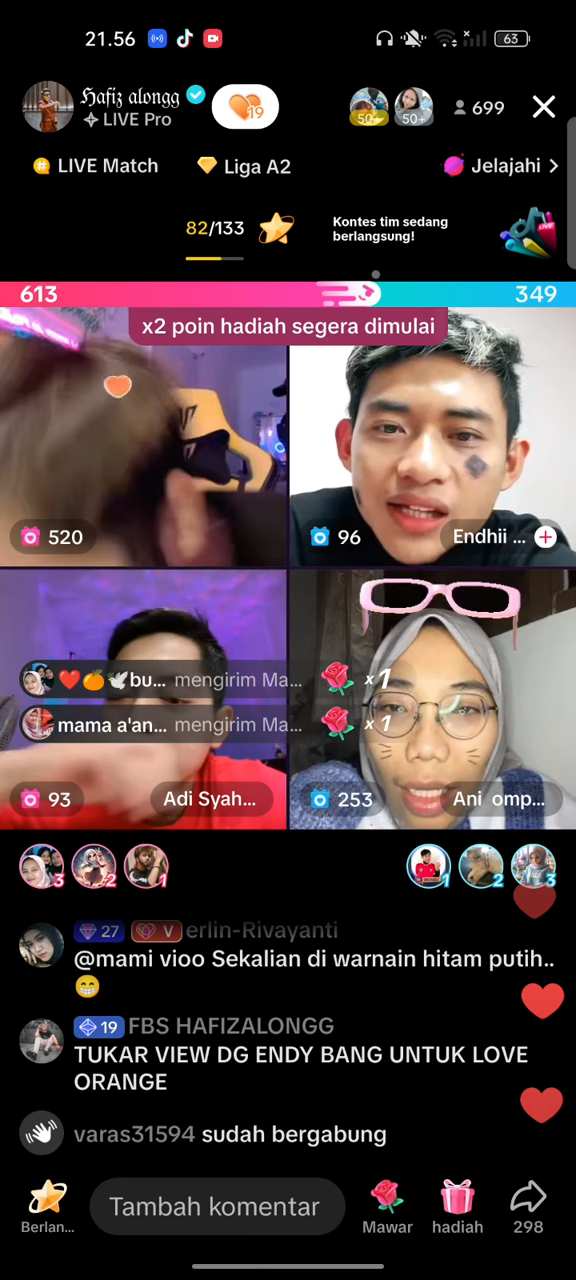 21.56
63
Hafiz alongg
LIVE Pro
19
50+
50+
699
LIVE Match
Liga A2
Jelajahi
82/133
Kontes tim sedang
berlangsung!
LIVE
613
349
x2 poin hadiah segera dimulai
520
96
Endhii ...
❤️🍊🕊️bu... mengirim Ma... x1
mama a'an... mengirim Ma... x1
93
Adi Syah...
253
Ani omp...
3
2
1
1
2
3
27 V erlin-Rivayanti
@mami vioo Sekalian di warnain hitam putih..
😁
19 FBS HAFIZALONGG
TUKAR VIEW DG ENDY BANG UNTUK LOVE
ORANGE
varas31594 sudah bergabung
Berlan...
Tambah komentar
Mawar
hadiah
298